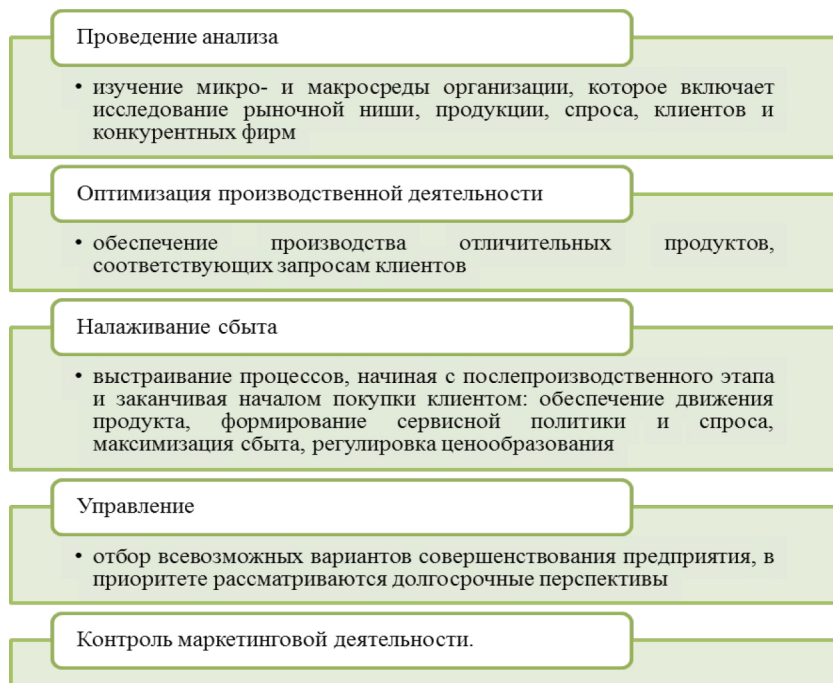 Проведение анализа
• изучение микро- и макросреды организации, которое включает
исследование рыночной ниши, продукции, спроса, клиентов и
конкурентных фирм
Оптимизация производственной деятельности
• обеспечение производства отличительных продуктов,
соответствующих запросам клиентов
Налаживание сбыта
• выстраивание процессов, начиная с послепроизводственного этапа
и заканчивая началом покупки клиентом: обеспечение движения
продукта, формирование сервисной политики и спроса,
максимизация сбыта, регулировка ценообразования
Управление
• отбор всевозможных вариантов совершенствования предприятия, в
приоритете рассматриваются долгосрочные перспективы
Контроль маркетинговой деятельности.